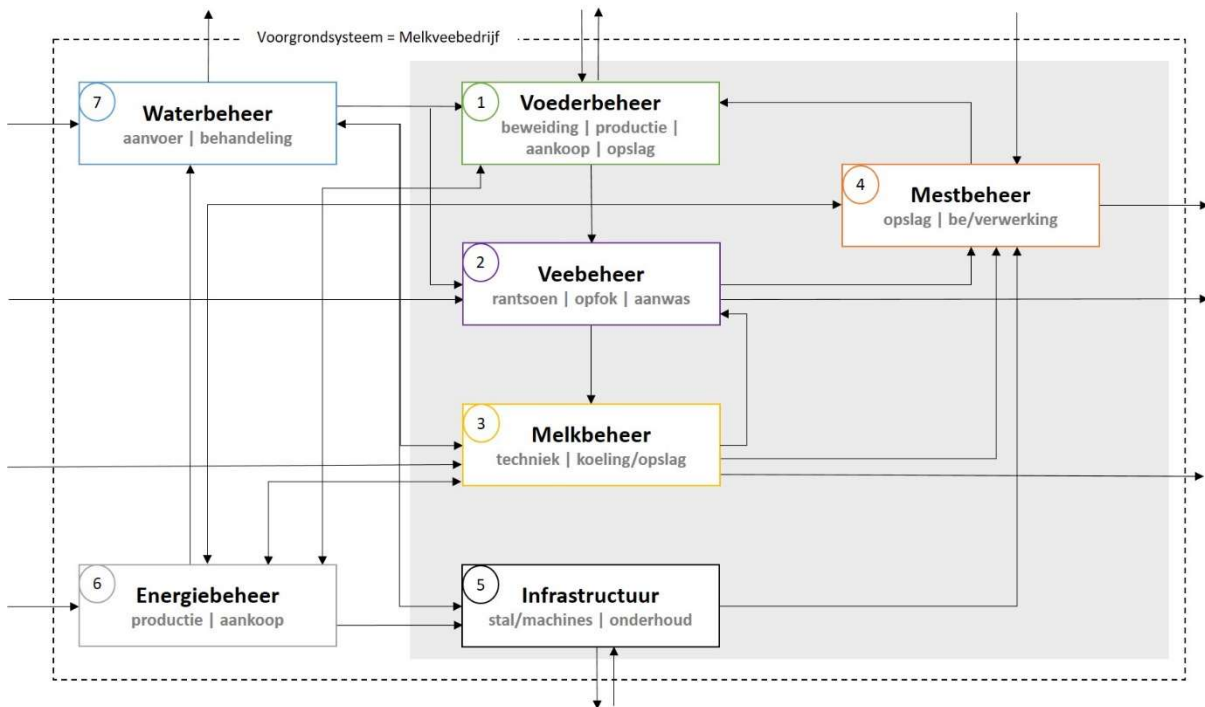 Voorgrondsysteem = Melkveebedrijf
7
Waterbeheer
aanvoer | behandeling
1
Voederbeheer
beweiding | productie |
aankoop | opslag
4
Mestbeheer
opslag | be/verwerking
2
Veebeheer
rantsoen | opfok | aanwas
3
Melkbeheer
techniek | koeling/opslag
6
Energiebeheer
productie | aankoop
5
Infrastructuur
stal/machines | onderhoud